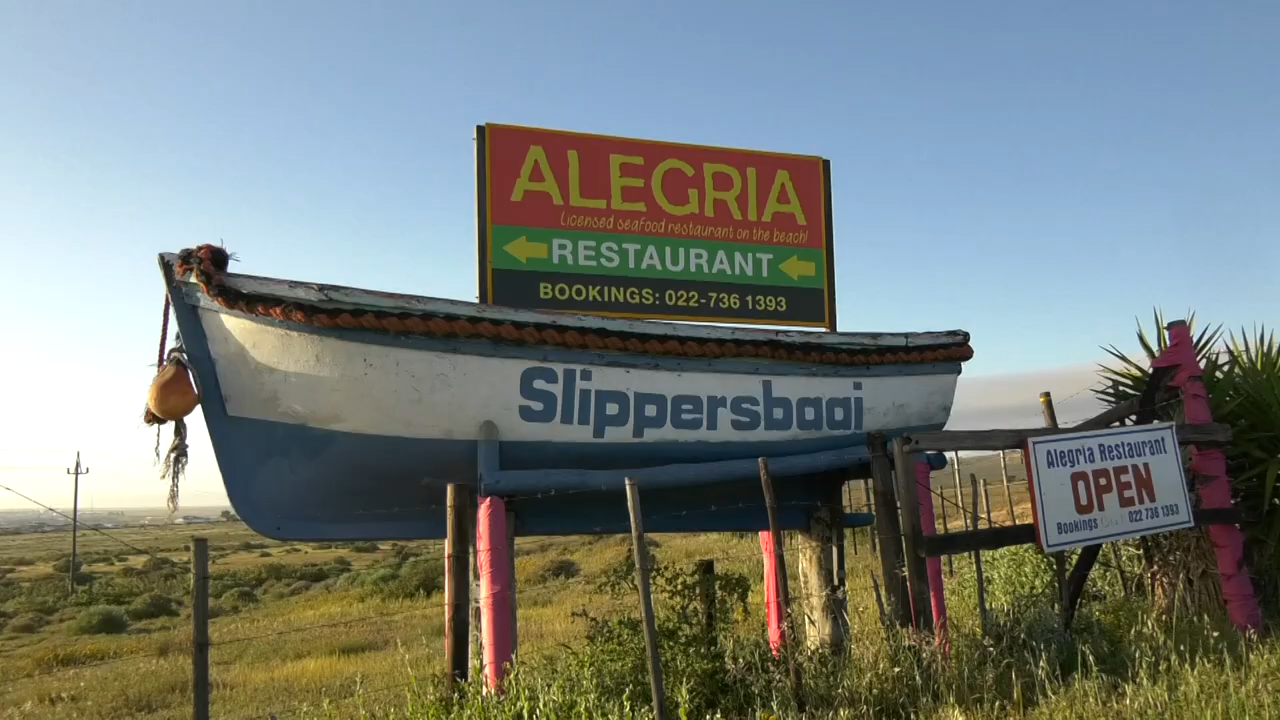 ALEGRIA
Licensed seafood restaurant on the beach!
RESTAURANT
BOOKINGS: 022-736 1393
Slippersbaai
Alegria Restaurant
OPEN
Bookings 022 736 1393